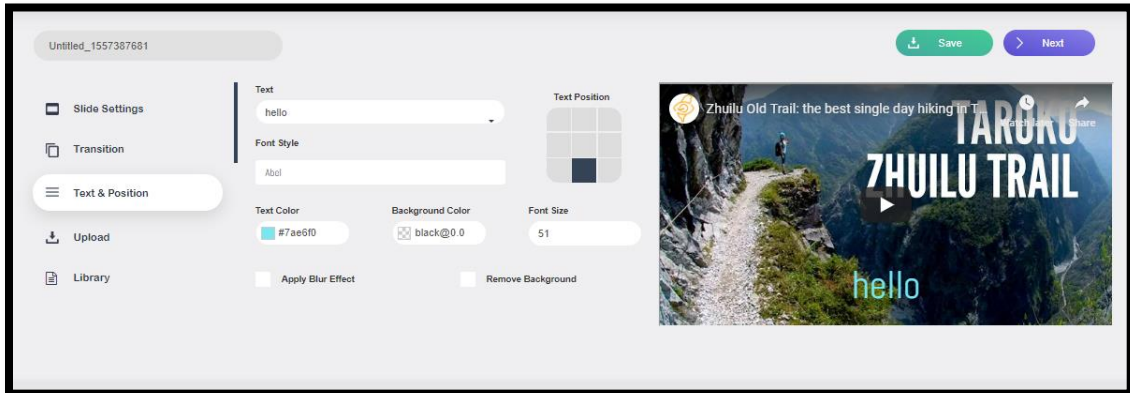 Untitled_1557387681
Save
Next
Slide Settings
Transition
Text & Position
Upload
Library
Text
hello
Font Style
Abel
Text Color
Background Color
Font Size
#7ae6f0
black@0.0
51
Apply Blur Effect
Remove Background
Text Position
Zhuilu Old Trail: the best single day hiking in T...
Watch later
Share
TAROKO
ZHUILU TRAIL
hello